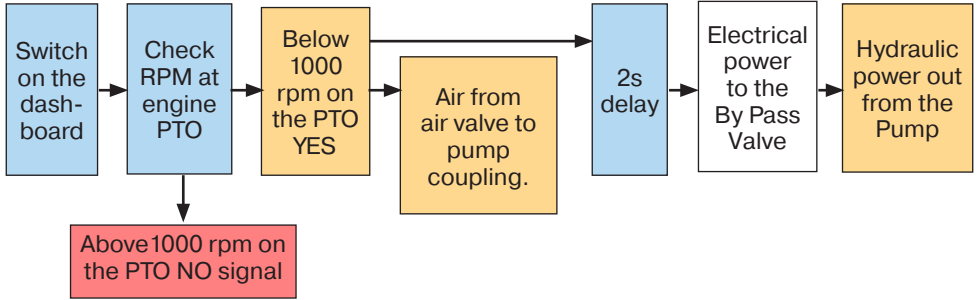 Switch
on the
dash-
board
Check
RPM at
engine
PTO
Below
1000
rpm on
the PTO
YES
Air from
air valve to
pump
coupling.
2s
delay
Electrical
power
to the
By Pass
Valve
Hydraulic
power out
from the
Pump
Above1000 rpm on
the PTO NO signal